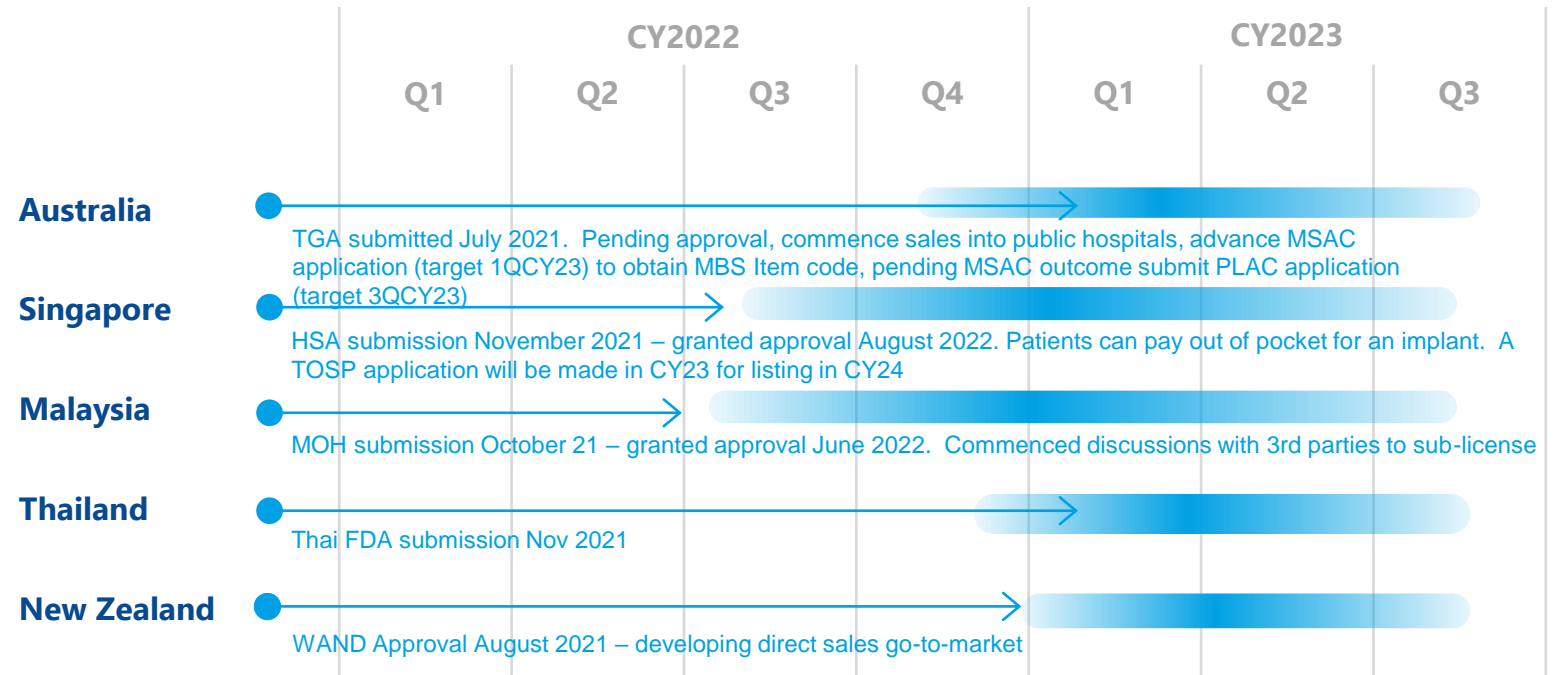 CY2022
CY2023
Q1
Q2
Q3
Q4
Q1
Q2
Q3
Australia
TGA submitted July 2021.  Pending approval, commence sales into public hospitals, advance MSAC
application (target 1QCY23) to obtain MBS Item code, pending MSAC outcome submit PLAC application
(target 3QCY23)
Singapore
HSA submission November 2021 – granted approval August 2022. Patients can pay out of pocket for an implant.  A
TOSP application will be made in CY23 for listing in CY24
Malaysia
MOH submission October 21 – granted approval June 2022.  Commenced discussions with 3rd parties to sub-license
Thailand
Thai FDA submission Nov 2021
New Zealand
WAND Approval August 2021 – developing direct sales go-to-market